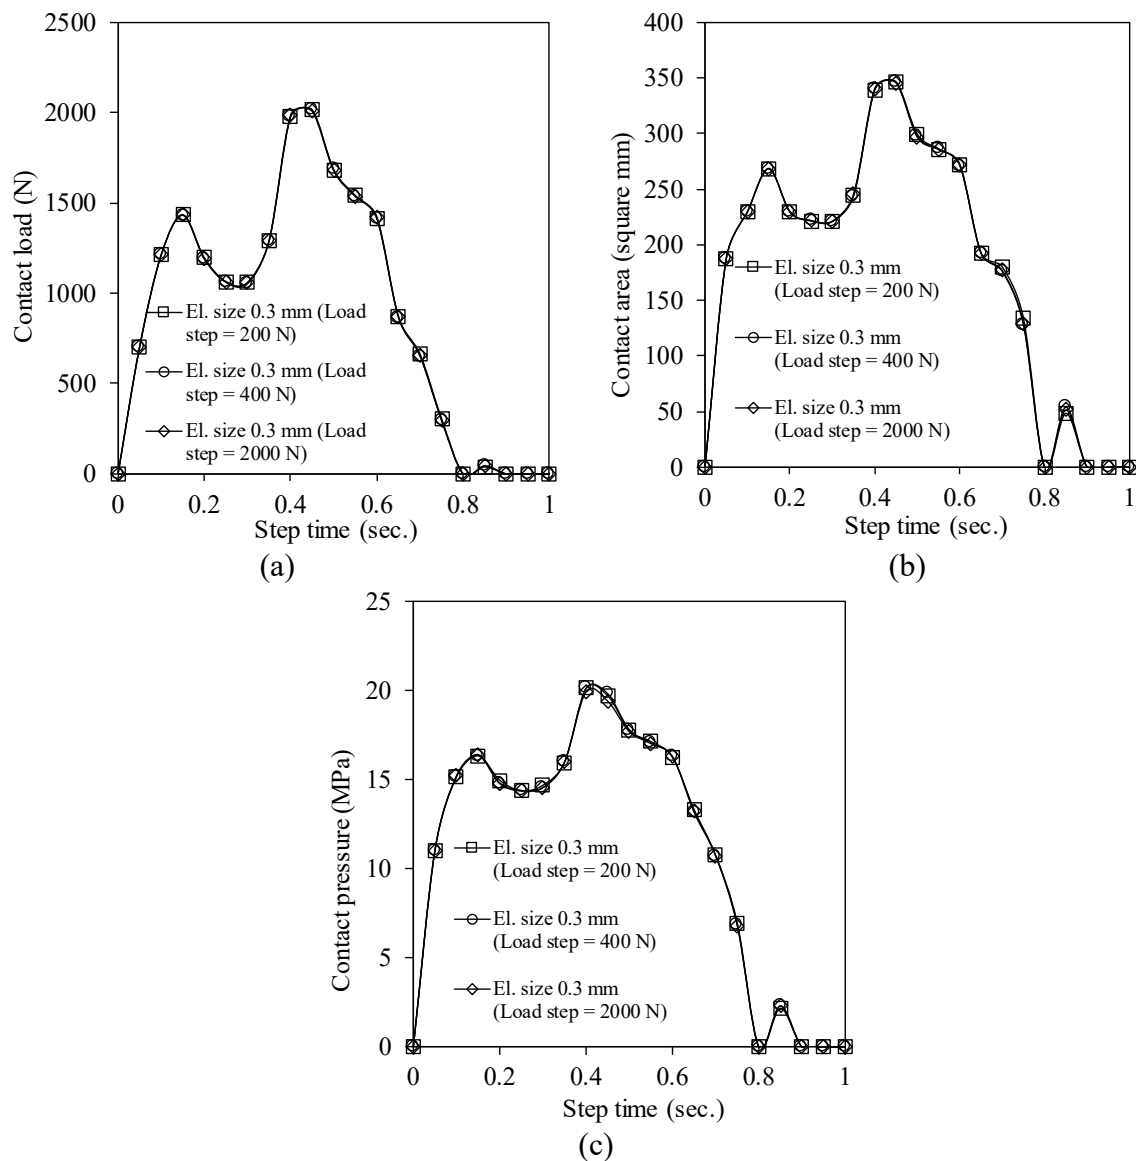 2500
2000
1500
1000
500
0
Contact load (N)
El. size 0.3 mm (Load
step = 200 N)
El. size 0.3 mm (Load
step = 400 N)
El. size 0.3 mm (Load
step = 2000 N)
0 0.2 0.4 0.6 0.8 1
Step time (sec.)
(a)
400
350
300
250
200
150
100
50
0
Contact area (square mm)
El. size 0.3 mm
(Load step = 200 N)
El. size 0.3 mm
(Load step = 400 N)
El. size 0.3 mm
(Load step = 2000 N)
0 0.2 0.4 0.6 0.8 1
Step time (sec.)
(b)
25
20
15
10
5
0
Contact pressure (MPa)
El. size 0.3 mm
(Load step = 200 N)
El. size 0.3 mm
(Load step = 400 N)
El. size 0.3 mm
(Load step = 2000 N)
0 0.2 0.4 0.6 0.8 1
Step time (sec.)
(c)